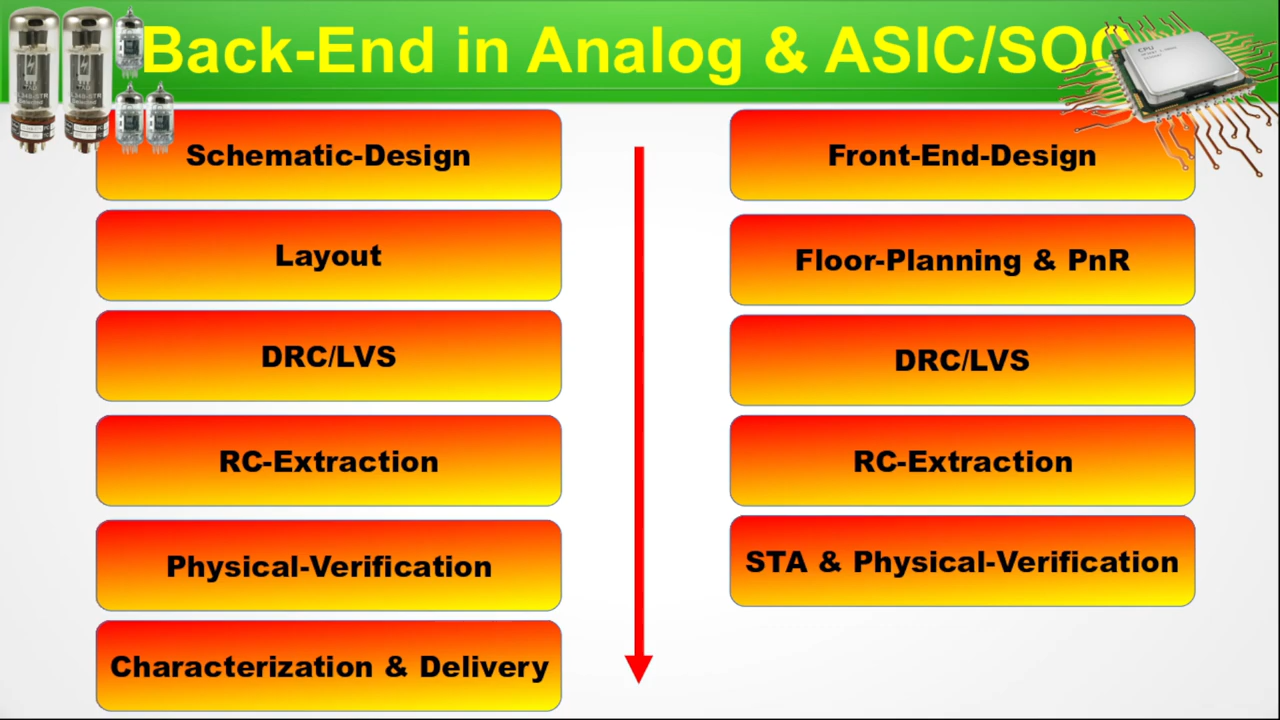 Back-End in Analog & ASIC/SOC
Schematic-Design
Layout
DRC/LVS
RC-Extraction
Physical-Verification
Characterization & Delivery
Front-End-Design
Floor-Planning & PnR
DRC/LVS
RC-Extraction
STA & Physical-Verification
CPU